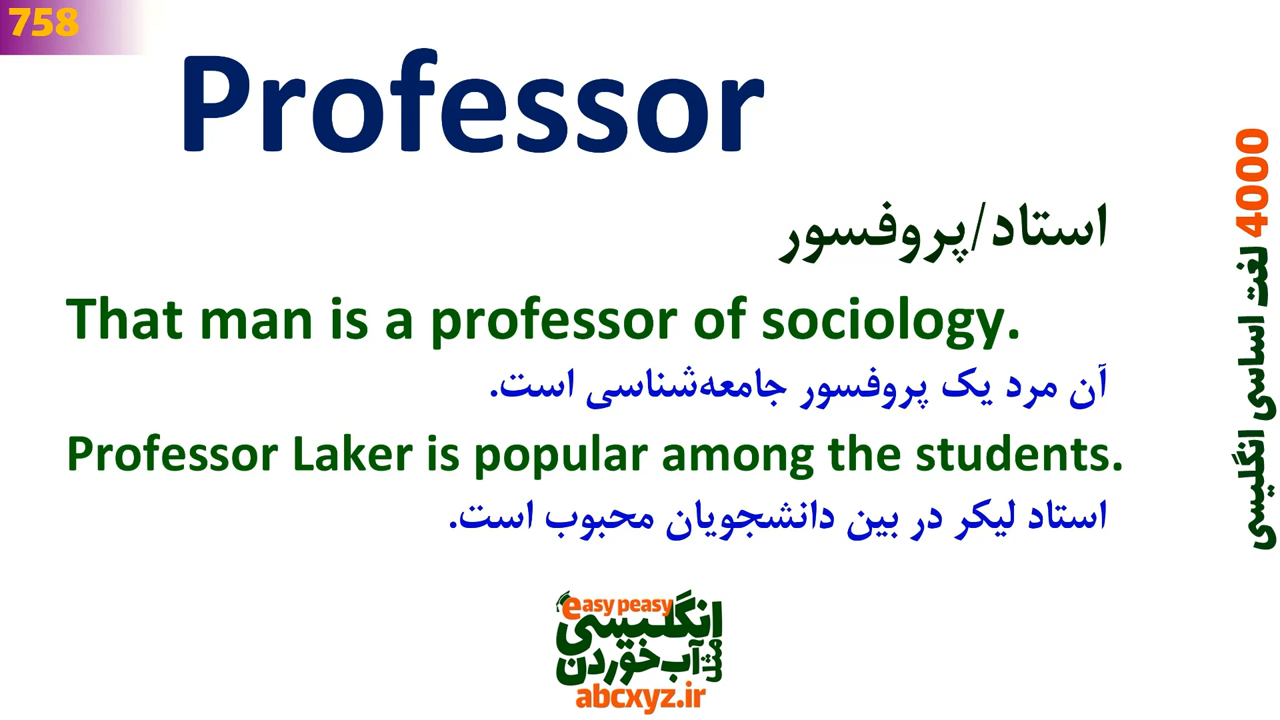 758
Professor
استاد/پروفسور
That man is a professor of sociology.
آن مرد یک پروفسور جامعه‌شناسی است.
Professor Laker is popular among the students.
استاد لیکر در بین دانشجویان محبوب است.
4000 لغت اساسی انگلیسی
easy peasy
انگلیسی
مثل آب خوردن
abcxyz.ir